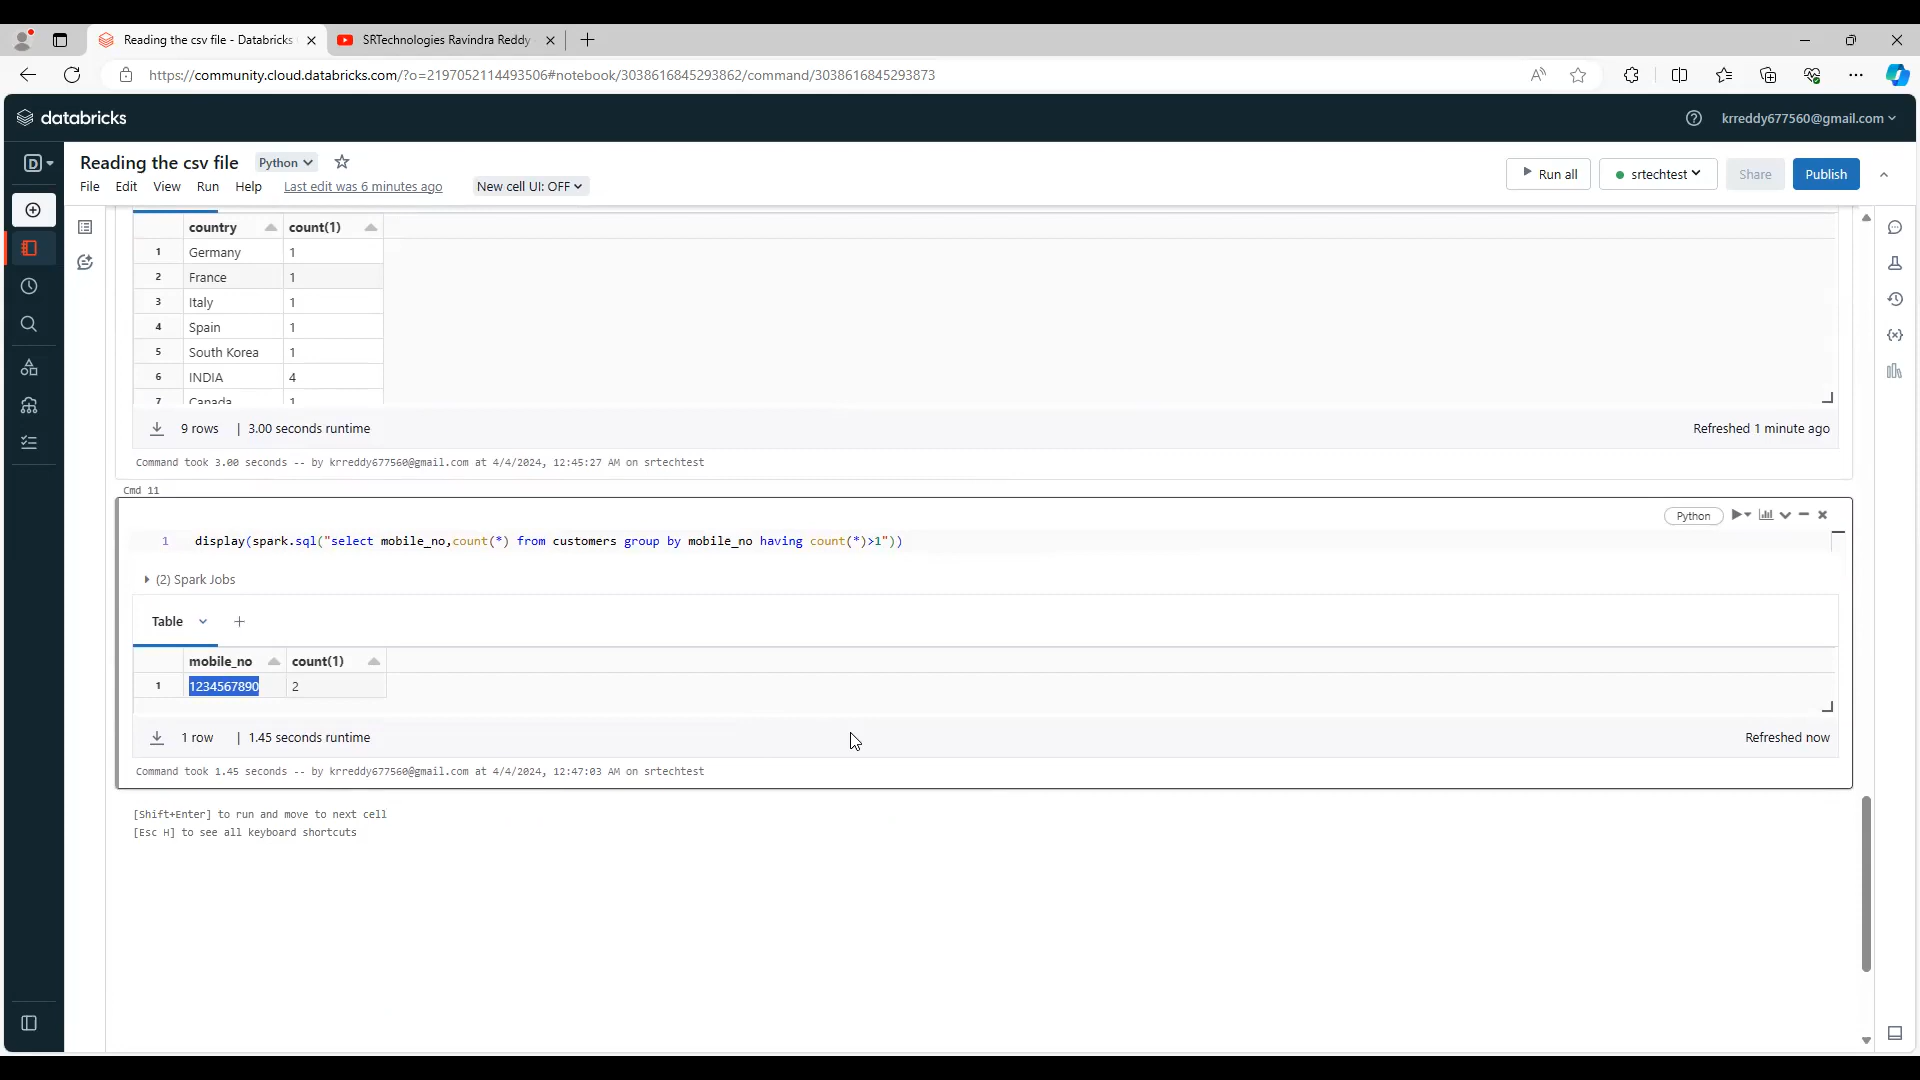 Reading the csv file - Databricks
SRTechnologies Ravindra Reddy
https://community.cloud.databricks.com/?o=2197052114493506#notebook/3038616845293862/command/3038616845293873
databricks
krreddy677560@gmail.com
D
Reading the csv file
Python
File Edit View Run Help Last edit was 6 minutes ago New cell UI: OFF
Run all
srtechtest
Share
Publish
country count(1)
1 Germany 1
2 France 1
3 Italy 1
4 Spain 1
5 South Korea 1
6 INDIA 4
7 Canada 1
9 rows | 3.00 seconds runtime
Refreshed 1 minute ago
Command took 3.00 seconds -- by krreddy677560@gmail.com at 4/4/2024, 12:45:27 AM on srtechtest
Cmd 11
Python
1 display(spark.sql("select mobile_no,count(*) from customers group by mobile_no having count(*)>1"))
(2) Spark Jobs
Table
mobile_no count(1)
1 1234567890 2
1 row | 1.45 seconds runtime
Refreshed now
Command took 1.45 seconds -- by krreddy677560@gmail.com at 4/4/2024, 12:47:03 AM on srtechtest
[Shift+Enter] to run and move to next cell
[Esc H] to see all keyboard shortcuts